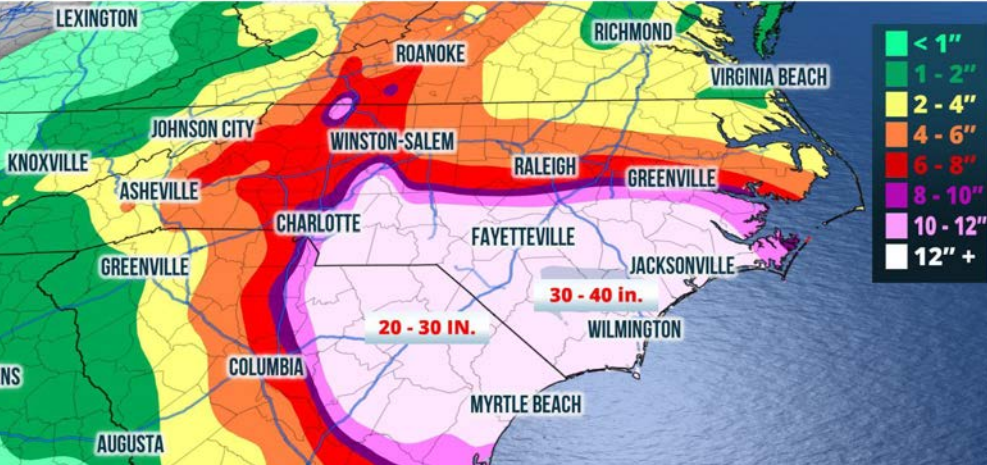 LEXINGTON
RICHMOND
ROANOKE
VIRGINIA BEACH
JOHNSON CITY
WINSTON-SALEM
KNOXVILLE
RALEIGH
ASHEVILLE
GREENVILLE
CHARLOTTE
FAYETTEVILLE
GREENVILLE
JACKSONVILLE
30 - 40 in.
20 - 30 IN.
WILMINGTON
COLUMBIA
NS
MYRTLE BEACH
AUGUSTA
< 1"
1 - 2"
2 - 4"
4 - 6"
6 - 8"
8 - 10"
10 - 12"
12" +